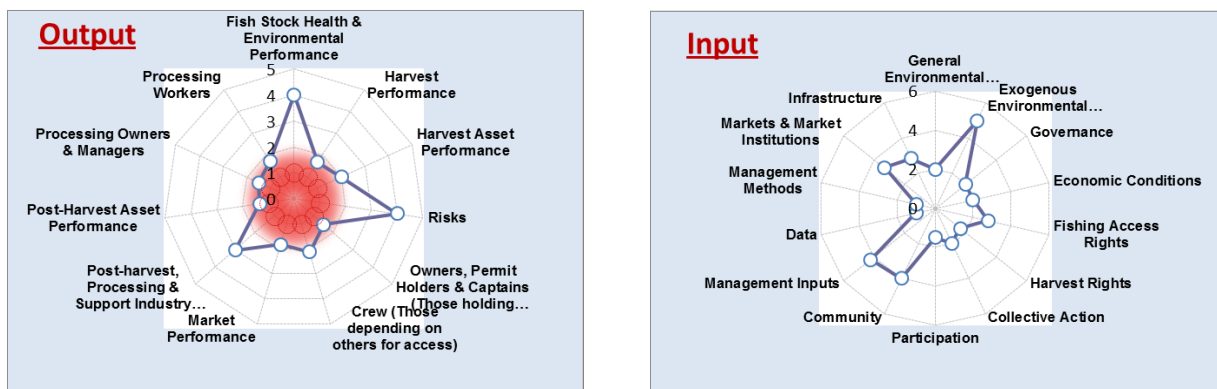 Output
Fish Stock Health &
Environmental
Performance
Harvest
Performance
Harvest Asset
Performance
Risks
Owners, Permit
Holders & Captains
(Those holding…
Crew (Those
depending on
others for access)
Market
Performance
Post-harvest,
Processing &
Support Industry…
Post-Harvest Asset
Performance
Processing Owners
& Managers
Processing
Workers
5
4
3
2
1
0
Input
General
Environmental…
Exogenous
Environmental…
Governance
Economic Conditions
Fishing Access
Rights
Harvest Rights
Collective Action
Participation
Community
Management Inputs
Data
Management
Methods
Markets & Market
Institutions
Infrastructure
6
4
2
0